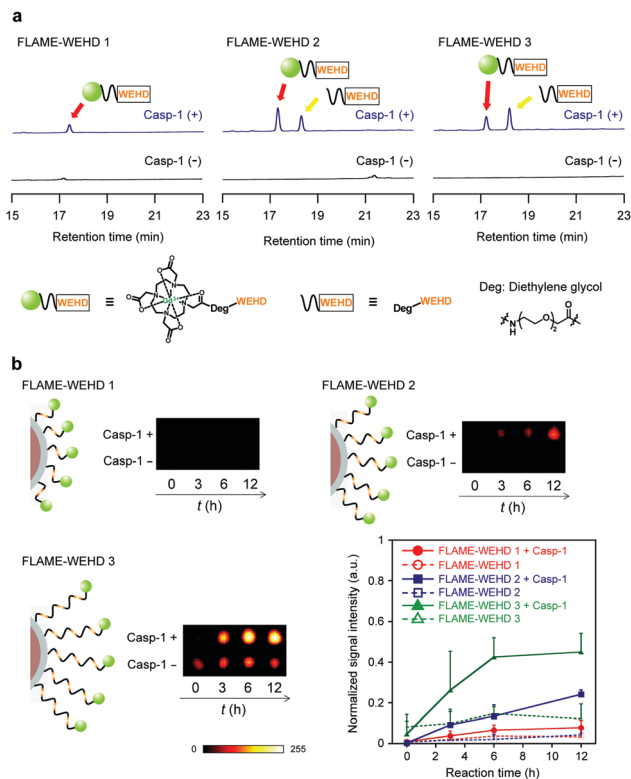 a
FLAME-WEHD 1
FLAME-WEHD 2
FLAME-WEHD 3
WEHD
WEHD
WEHD
WEHD
WEHD
Casp-1 (+)
Casp-1 (+)
Casp-1 (+)
Casp-1 (-)
Casp-1 (-)
Casp-1 (-)
15 17 19 21 23
15 17 19 21 23
15 17 19 21 23
Retention time (min)
Retention time (min)
Retention time (min)
WEHD ≡
O
O
O
O
O
O
O
N
N
N
N
Gd3+
Deg
WEHD
WEHD ≡ Deg WEHD
Deg: Diethylene glycol
N
H
O
2
O
b
FLAME-WEHD 1
Casp-1 +
Casp-1 −
0 3 6 12
t (h)
FLAME-WEHD 2
Casp-1 +
Casp-1 −
0 3 6 12
t (h)
FLAME-WEHD 3
Casp-1 +
Casp-1 −
0 3 6 12
t (h)
0 255
Normalized signal intensity (a.u.)
1
0.8
0.6
0.4
0.2
0
FLAME-WEHD 1 + Casp-1
FLAME-WEHD 1
FLAME-WEHD 2 + Casp-1
FLAME-WEHD 2
FLAME-WEHD 3 + Casp-1
FLAME-WEHD 3
0 2 4 6 8 10 12
Reaction time (h)